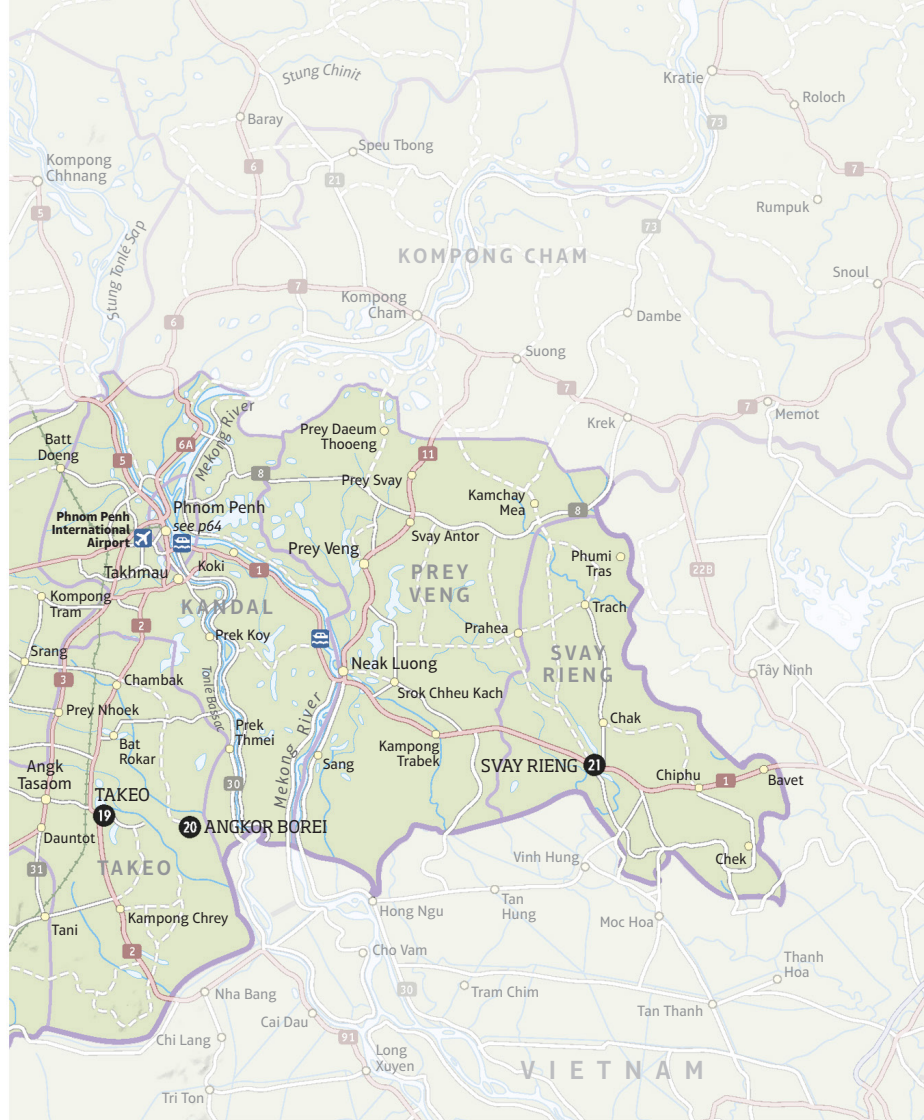 Stung Chinit
Kratie
Roloch
Baray
73
Speu Tbong
Kompong
Chhnang
6
21
7
5
Rumpuk
73
Stung Tonlé Sap
KOMPONG CHAM
Snoul
7
Kompong
Cham
6
Dambe
Suong
7
Memot
7
Krek
Mekong River
Prey Daeum
Thooeng
Batt
Doeng
6A
5
11
8
Prey Svay
Kamchay
Mea
8
Phnom Penh
see p64
Phnom Penh
International
Airport
Svay Antor
Prey Veng
Phumi
Tras
Koki
1
Takhmau
PREY
VENG
22B
Kompong
Tram
KANDAL
Trach
2
Prek Koy
Prahea
Srang
SVAY
RIENG
Neak Luong
Tây Ninh
3
Chambak
Srok Chheu Kach
Tonlé Bassac
Prey Nhoek
Chak
Prek
Thmei
Bat
Rokar
Mekong River
Kampong
Trabek
Sang
SVAY RIENG 21
Angk
Tasaom
Chiphu
1
Bavet
30
TAKEO
19
20 ANGKOR BOREI
Dauntot
Chek
Vinh Hung
TAKEO
31
Tan
Hung
Hong Ngu
Moc Hoa
Kampong Chrey
Tani
2
Cho Vam
Thanh
Hoa
Nha Bang
30
Tram Chim
Tan Thanh
Cai Dau
Chi Lang
91
Long
Xuyen
VIETNAM
Tri Ton